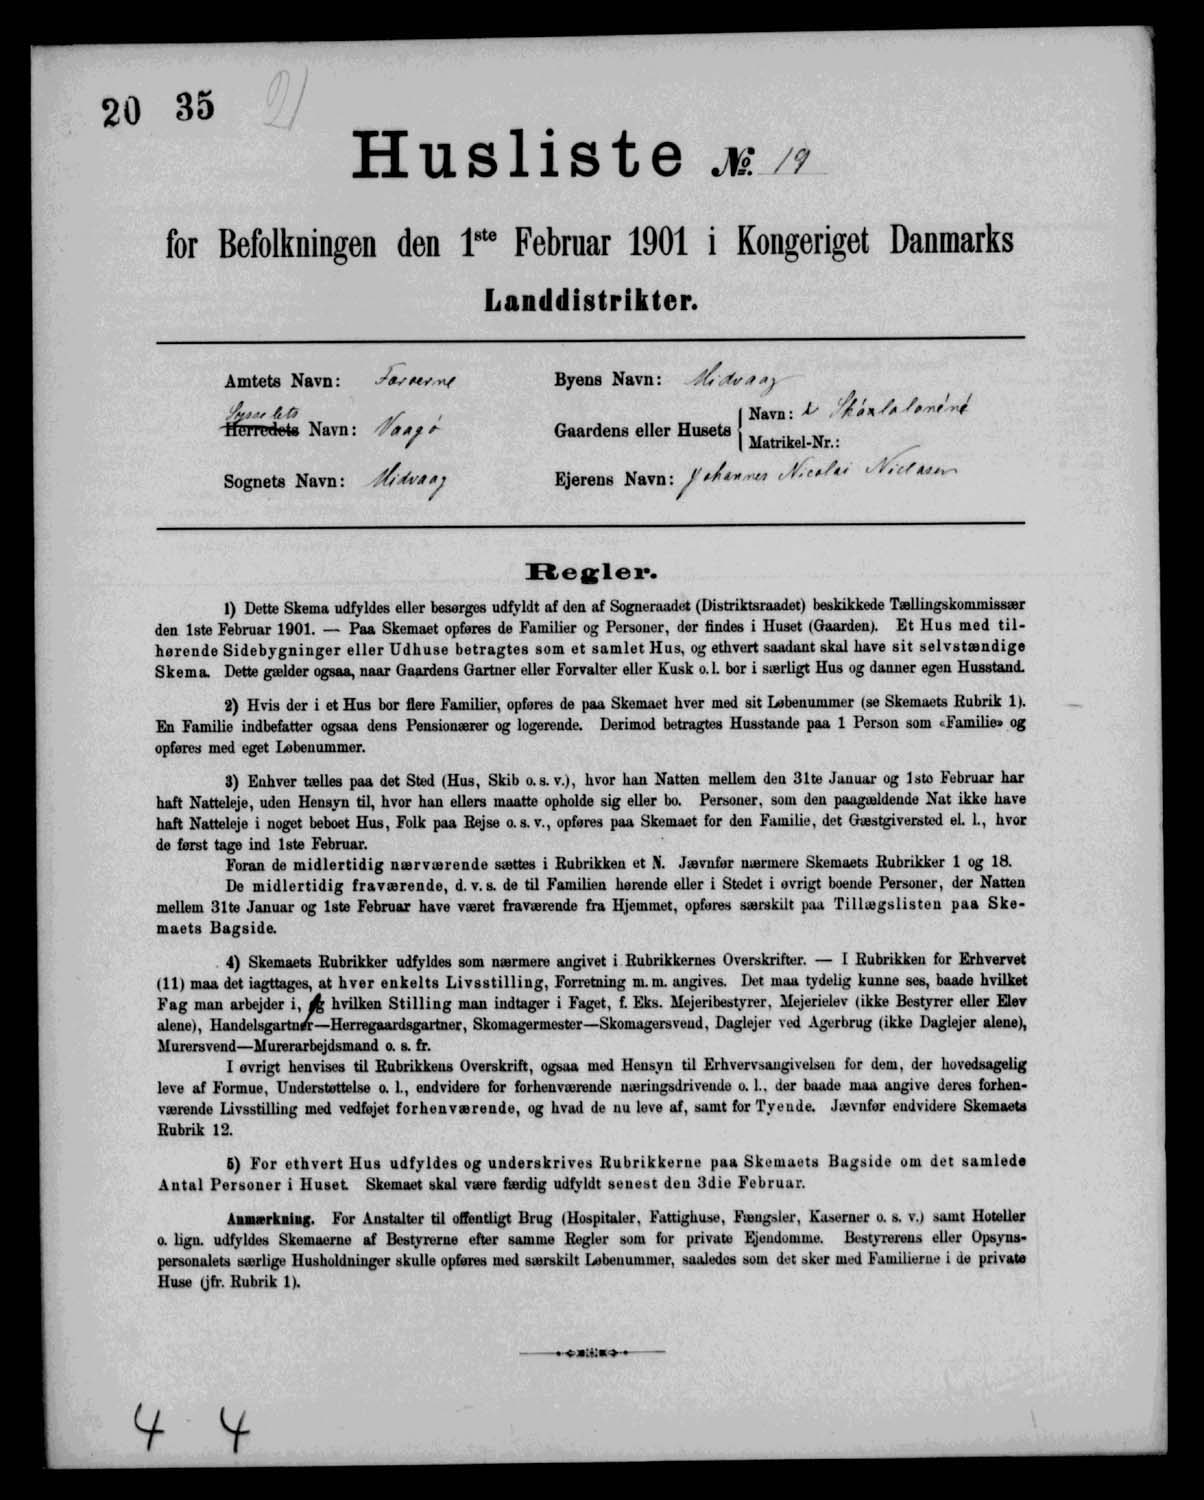 20 35 21
Husliste № 19
for Befolkningen den 1ste Februar 1901 i Kongeriget Danmarks
Landdistrikter.
Amtets Navn: Færøerne
Byens Navn: Midvaag
Sysselets
Herredets Navn: Vaagø
Gaardens eller Husets
Navn: i
Matrikel-Nr.:
Sognets Navn: Midvaag
Ejerens Navn: Johannes Nicolai Niclasen
Regler.
1) Dette Skema udfyldes eller besørges udfyldt af den af Sogneraadet (Distriktsraadet) beskikkede Tællingskommissær
den 1ste Februar 1901. — Paa Skemaet opføres de Familier og Personer, der findes i Huset (Gaarden). Et Hus med til-
hørende Sidebygninger eller Udhuse betragtes som et samlet Hus, og ethvert saadant skal have sit selvstændige
Skema. Dette gælder ogsaa, naar Gaardens Gartner eller Forvalter eller Kusk o. l. bor i særligt Hus og danner egen Husstand.
2) Hvis der i et Hus bor flere Familier, opføres de paa Skemaet hver med sit Løbenummer (se Skemaets Rubrik 1).
En Familie indbefatter ogsaa dens Pensionærer og logerende. Derimod betragtes Husstande paa 1 Person som «Familie» og
opføres med eget Løbenummer.
3) Enhver tælles paa det Sted (Hus, Skib o. s. v.), hvor han Natten mellem den 31te Januar og 1ste Februar har
haft Natteleje, uden Hensyn til, hvor han ellers maatte opholde sig eller bo. Personer, som den paagældende Nat ikke have
haft Natteleje i noget beboet Hus, Folk paa Rejse o. s. v., opføres paa Skemaet for den Familie, det Gæstgiversted el. l., hvor
de først tage ind 1ste Februar.
Foran de midlertidig nærværende sættes i Rubrikken et N. Jævnfør nærmere Skemaets Rubrikker 1 og 18.
De midlertidig fraværende, d. v. s. de til Familien hørende eller i Stedet i øvrigt boende Personer, der Natten
mellem 31te Januar og 1ste Februar have været fraværende fra Hjemmet, opføres særskilt paa Tillægslisten paa Ske-
maets Bagside.
4) Skemaets Rubrikker udfyldes som nærmere angivet i Rubrikkernes Overskrifter. — I Rubrikken for Erhvervet
(11) maa det iagttages, at hver enkelts Livsstilling, Forretning m. m. angives. Det maa tydelig kunne ses, baade hvilket
Fag man arbejder i, og hvilken Stilling man indtager i Faget, f. Eks. Mejeribestyrer, Mejerielev (ikke Bestyrer eller Elev
alene), Handelsgartner—Herregaardsgartner, Skomagermester—Skomagersvend, Daglejer ved Agerbrug (ikke Daglejer alene),
Murersvend—Murerarbejdsmand o. s. fr.
I øvrigt henvises til Rubrikkens Overskrift, ogsaa med Hensyn til Erhvervsangivelsen for dem, der hovedsagelig
leve af Formue, Understøttelse o. l., endvidere for forhenværende næringsdrivende o. l., der baade maa angive deres forhen-
værende Livsstilling med vedføjet forhenværende, og hvad de nu leve af, samt for Tyende. Jævnfør endvidere Skemaets
Rubrik 12.
5) For ethvert Hus udfyldes og underskrives Rubrikkerne paa Skemaets Bagside om det samlede
Antal Personer i Huset. Skemaet skal være færdig udfyldt senest den 3die Februar.
Anmærkning. For Anstalter til offentligt Brug (Hospitaler, Fattighuse, Fængsler, Kaserner o. s. v.) samt Hoteller
o. lign. udfyldes Skemaerne af Bestyrerne efter samme Regler som for private Ejendomme. Bestyrerens eller Opsyns-
personalets særlige Husholdninger skulle opføres med særskilt Løbenummer, saaledes som det sker med Familierne i de private
Huse (jfr. Rubrik 1).
4 4